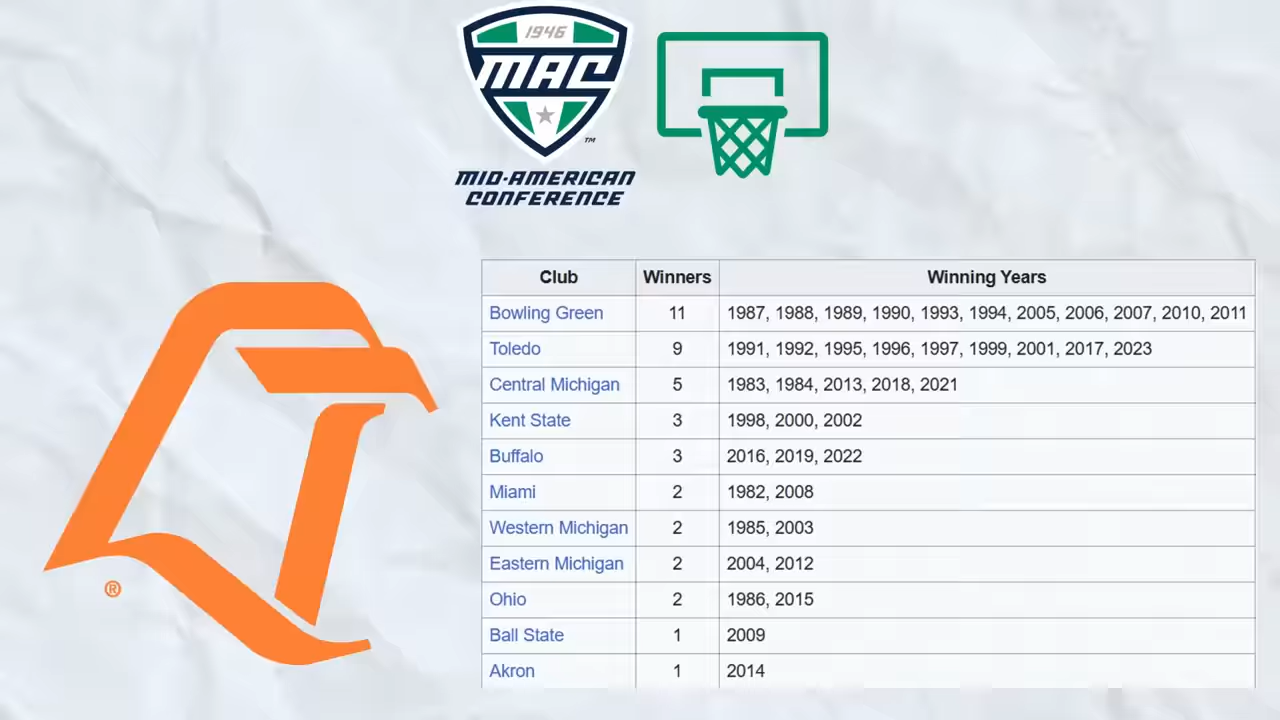 1946
MAC
TM
MID-AMERICAN
CONFERENCE
Club Winners Winning Years
Bowling Green 11 1987, 1988, 1989, 1990, 1993, 1994, 2005, 2006, 2007, 2010, 2011
Toledo 9 1991, 1992, 1995, 1996, 1997, 1999, 2001, 2017, 2023
Central Michigan 5 1983, 1984, 2013, 2018, 2021
Kent State 3 1998, 2000, 2002
Buffalo 3 2016, 2019, 2022
Miami 2 1982, 2008
Western Michigan 2 1985, 2003
Eastern Michigan 2 2004, 2012
®
Ohio 2 1986, 2015
Ball State 1 2009
Akron 1 2014